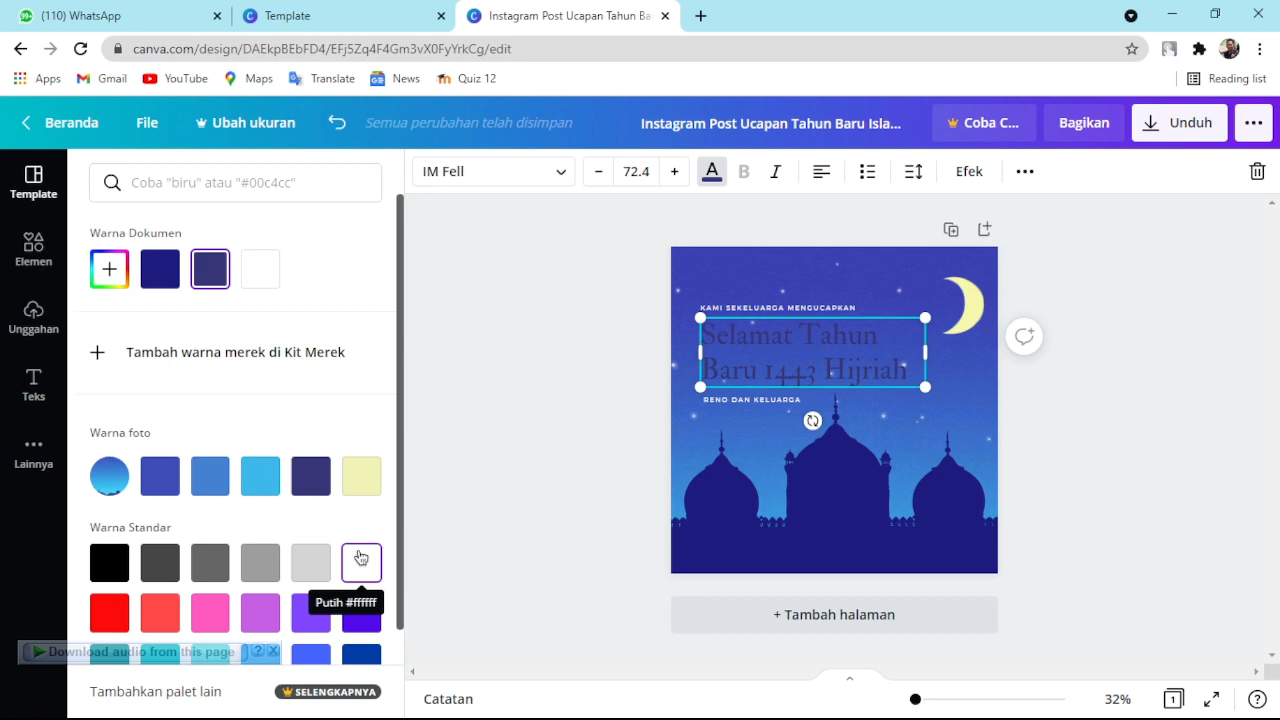 99+ (110) WhatsApp
Template
Instagram Post Ucapan Tahun Ba
canva.com/design/DAEkpBEbFD4/EFj5Zq4F4Gm3vX0FyYrkCg/edit
Apps Gmail YouTube Maps Translate News Quiz 12 Reading list
Beranda File Ubah ukuran Semua perubahan telah disimpan Instagram Post Ucapan Tahun Baru Isla... Coba C... Bagikan Unduh
Template
Elemen
Unggahan
Teks
Lainnya
Coba "biru" atau "#00c4cc"
Warna Dokumen
Tambah warna merek di Kit Merek
Warna foto
Warna Standar
Putih #ffffff
Download audio from this page ?
Tambahkan palet lain SELENGKAPNYA
IM Fell 72.4 A B I Efek
KAMI SEKELUARGA MENGUCAPKAN
Selamat Tahun
Baru 1443 Hijriah
RENO DAN KELUARGA
+ Tambah halaman
Catatan 32% 1 ?